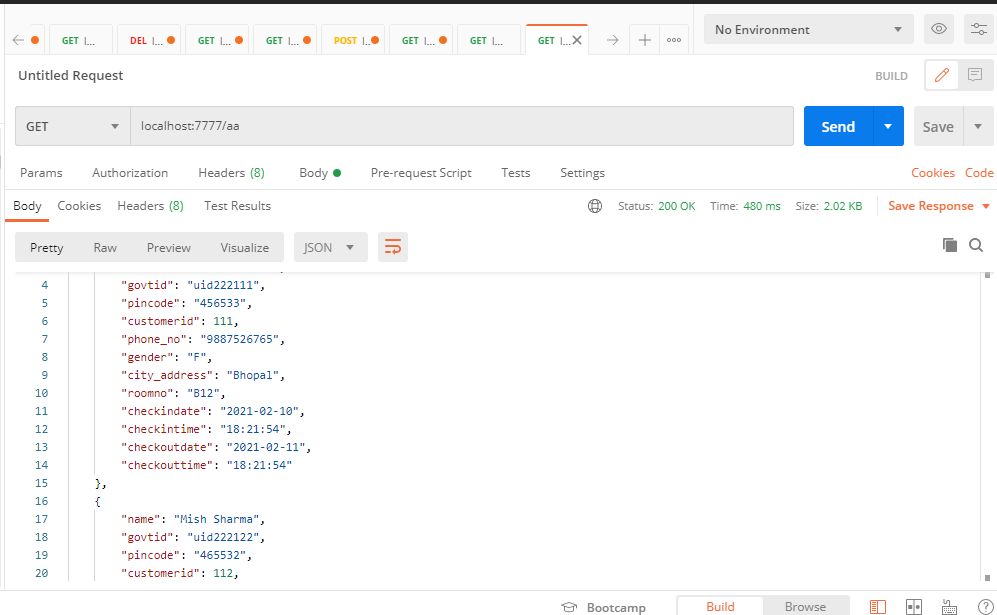 GET I... DEL I... GET I... GET I... POST I.. GET I... GET I... GET I... No Environment
Untitled Request BUILD
GET localhost:7777/aa Send Save
Params Authorization Headers (8) Body Pre-request Script Tests Settings Cookies Code
Body Cookies Headers (8) Test Results Status: 200 OK Time: 480 ms Size: 2.02 KB Save Response
Pretty Raw Preview Visualize JSON
4 "govtid": "uid222111",
5 "pincode": "456533",
6 "customerid": 111,
7 "phone_no": "9887526765",
8 "gender": "F",
9 "city_address": "Bhopal",
10 "roomno": "B12",
11 "checkindate": "2021-02-10",
12 "checkintime": "18:21:54",
13 "checkoutdate": "2021-02-11",
14 "checkouttime": "18:21:54"
15 },
16 {
17 "name": "Mish Sharma",
18 "govtid": "uid222122",
19 "pincode": "465532",
20 "customerid": 112,
Bootcamp Build Browse